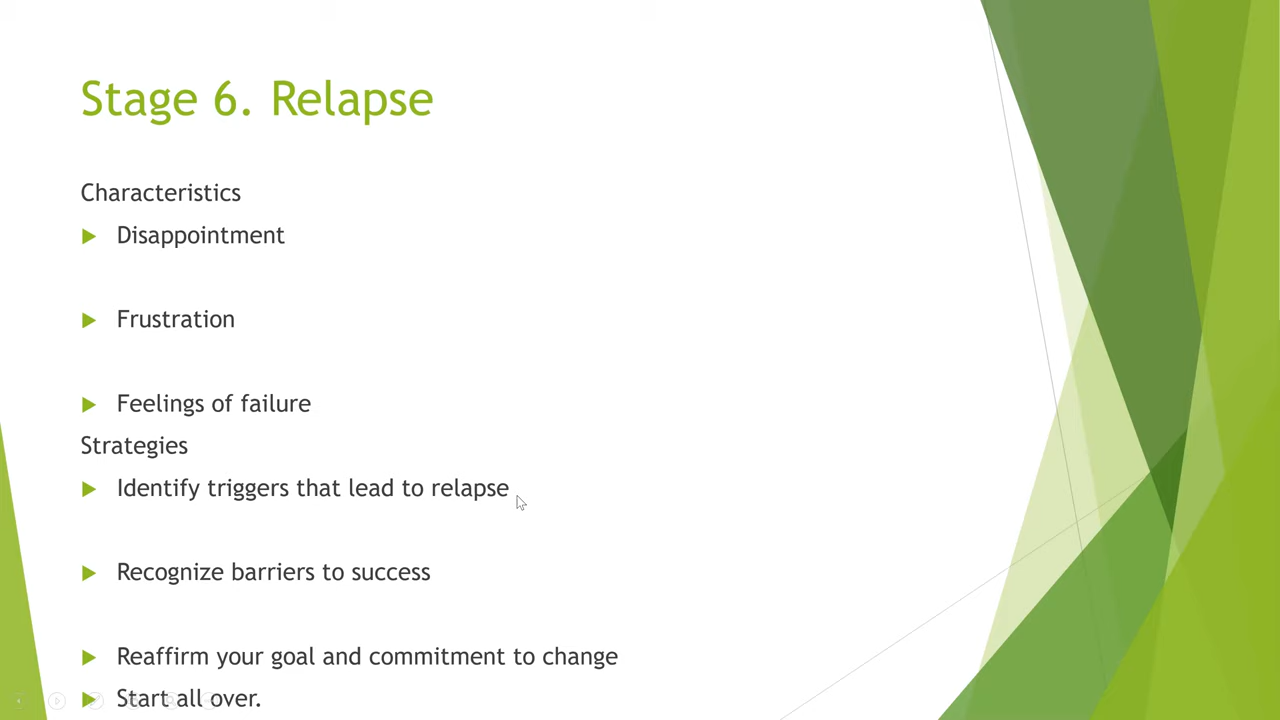 Stage 6. Relapse
Characteristics
Disappointment
Frustration
Feelings of failure
Strategies
Identify triggers that lead to relapse
Recognize barriers to success
Reaffirm your goal and commitment to change
Start all over.